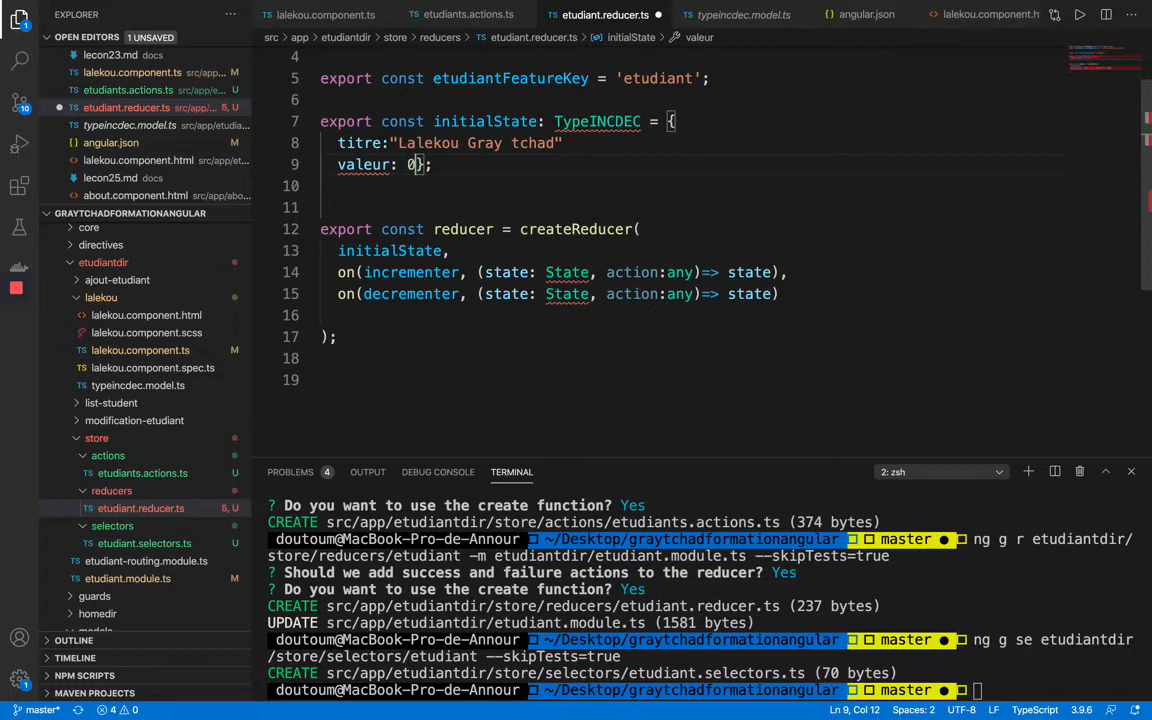 EXPLORER
lalekou.component.ts
etudiants.actions.ts
etudiant.reducer.ts
typeincdec.model.ts
angular.json
lalekou.component.h
OPEN EDITORS 1 UNSAVED
src > app > etudiantdir > store > reducers > etudiant.reducer.ts > initialState > valeur
lecon23.md docs
lalekou.component.ts src/app... M
etudiants.actions.ts src/app/e... U
etudiant.reducer.ts src/app/... 8, U
typeincdec.model.ts src/app/etudia...
angular.json
lalekou.component.html src/app/et...
lecon25.md docs
about.component.html src/app/abo...
GRAYTCHADFORMATIONANGULAR
core
directives
etudiantdir
ajout-etudiant
lalekou
lalekou.component.html
lalekou.component.scss
lalekou.component.ts M
lalekou.component.spec.ts
typeincdec.model.ts
list-student
modification-etudiant
store
actions
etudiants.actions.ts U
reducers
etudiant.reducer.ts 6, U
selectors
etudiant.selectors.ts U
etudiant-routing.module.ts
etudiant.module.ts M
guards
homedir
OUTLINE
TIMELINE
NPM SCRIPTS
MAVEN PROJECTS
4
5 export const etudiantFeatureKey = 'etudiant';
6
7 export const initialState: TypeINCDEC = {
8 titre:"Lalekou Gray tchad"
9 valeur: 0};
10
11
12 export const reducer = createReducer(
13 initialState,
14 on(incrementer, (state: State, action:any)=> state),
15 on(decrementer, (state: State, action:any)=> state)
16
17 );
18
19
PROBLEMS 4 OUTPUT DEBUG CONSOLE TERMINAL 2: zsh
? Do you want to use the create function? Yes
CREATE src/app/etudiantdir/store/actions/etudiants.actions.ts (374 bytes)
doutoum@MacBook-Pro-de-Annour ~/Desktop/graytchadformationangular master ● ng g r etudiantdir/
store/reducers/etudiant -m etudiantdir/etudiant.module.ts --skipTests=true
? Should we add success and failure actions to the reducer? Yes
? Do you want to use the create function? Yes
CREATE src/app/etudiantdir/store/reducers/etudiant.reducer.ts (237 bytes)
UPDATE src/app/etudiantdir/etudiant.module.ts (1581 bytes)
doutoum@MacBook-Pro-de-Annour ~/Desktop/graytchadformationangular master ● ng g se etudiantdir
/store/selectors/etudiant --skipTests=true
CREATE src/app/etudiantdir/store/selectors/etudiant.selectors.ts (70 bytes)
doutoum@MacBook-Pro-de-Annour ~/Desktop/graytchadformationangular master ●
1
10
1
master* 4 0 Ln 9, Col 12 Spaces: 2 UTF-8 LF TypeScript 3.9.6